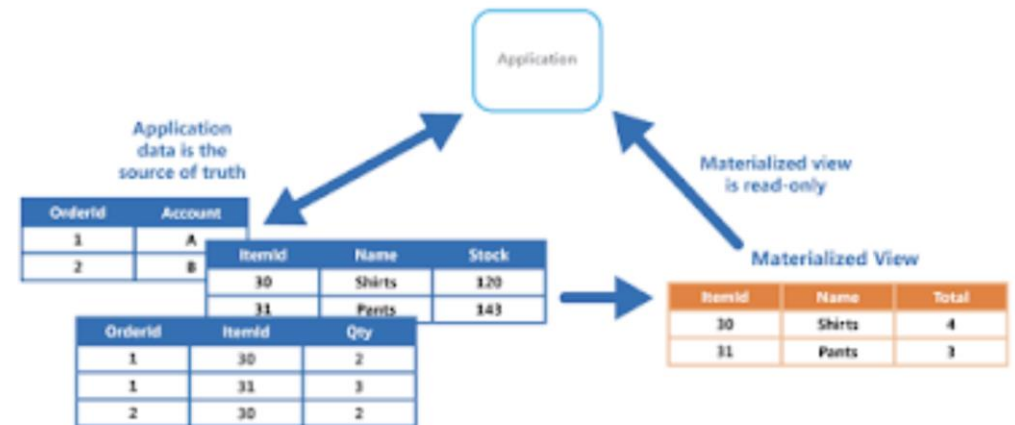 Application
Application
data is the
source of truth
Materialized view
is read-only
OrderId Account
1 A
2 B
ItemId Name Stock
30 Shirts 120
31 Pants 143
OrderId ItemId Qty
1 30 2
1 31 3
2 30 2
Materialized View
ItemId Name Total
30 Shirts 4
31 Pants 3